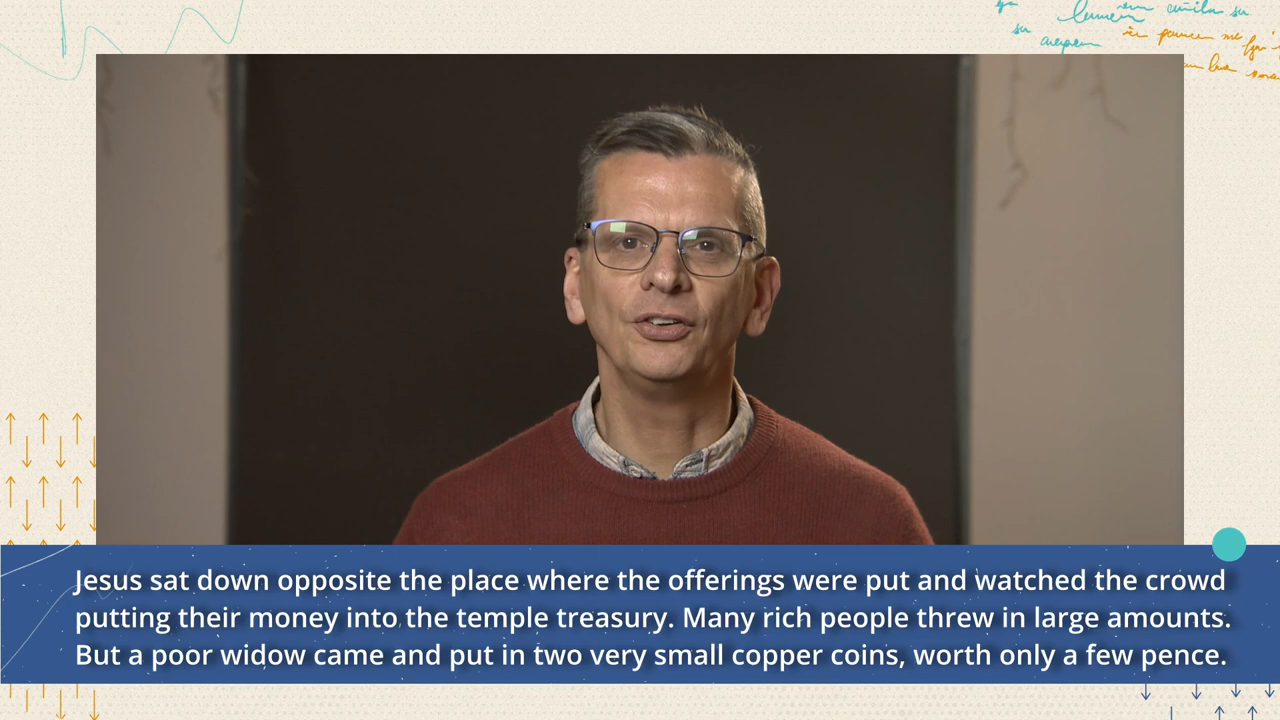 Jesus sat down opposite the place where the offerings were put and watched the crowd
putting their money into the temple treasury. Many rich people threw in large amounts.
But a poor widow came and put in two very small copper coins, worth only a few pence.